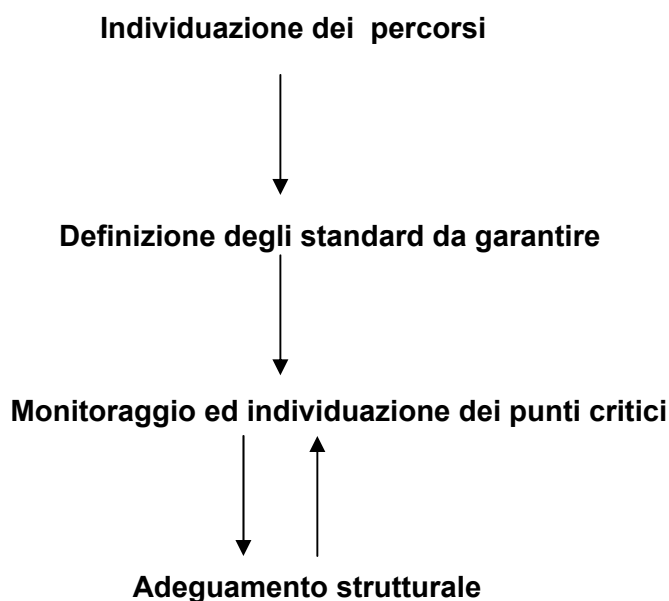 Individuazione dei percorsi
Definizione degli standard da garantire
Monitoraggio ed individuazione dei punti critici
Adeguamento strutturale